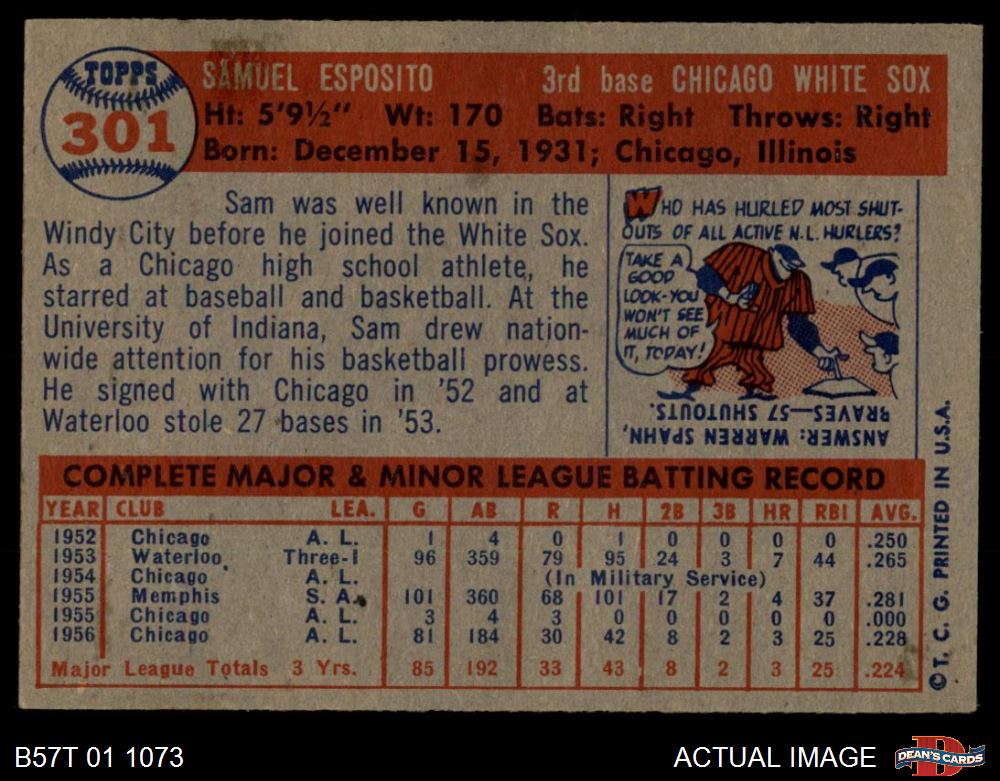 TOPPS
301
SAMUEL ESPOSITO 3rd base CHICAGO WHITE SOX
Ht: 5'9½" Wt: 170 Bats: Right Throws: Right
Born: December 15, 1931; Chicago, Illinois
Sam was well known in the
Windy City before he joined the White Sox.
As a Chicago high school athlete, he
starred at baseball and basketball. At the
University of Indiana, Sam drew nation-
wide attention for his basketball prowess.
He signed with Chicago in '52 and at
Waterloo stole 27 bases in '53.
WHO HAS HURLED MOST SHUT-
OUTS OF ALL ACTIVE N.L. HURLERS?
TAKE A
GOOD
LOOK-YOU
WON'T SEE
MUCH OF
IT, TODAY!
ANSWER: WARREN SPAHN,
BRAVES—57 SHUTOUTS.
COMPLETE MAJOR & MINOR LEAGUE BATTING RECORD
YEAR CLUB LEA. G AB R H 2B 3B HR RBI AVG.
1952 Chicago A. L. 1 4 0 1 0 0 0 0 .250
1953 Waterloo Three-I 96 359 79 95 24 3 7 44 .265
1954 Chicago A. L. (In Military Service)
1955 Memphis S. A. 101 360 68 101 17 2 4 37 .281
1955 Chicago A. L. 3 4 3 0 0 0 0 0 .000
1956 Chicago A. L. 81 184 30 42 8 2 3 25 .228
Major League Totals 3 Yrs. 85 192 33 43 8 2 3 25 .224
© T. C. G. PRINTED IN U.S.A.
B57T 01 1073 ACTUAL IMAGE
DEAN'S CARDS